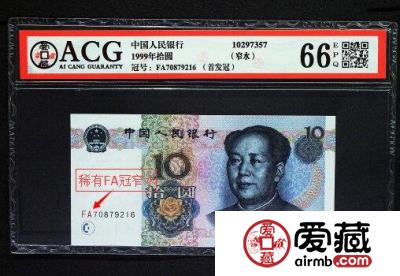 ACG
AI CANG GUARANTY
中国人民银行 10297357
1999年拾圆 (窄水)
冠号:FA70879216 (首发冠)
66 EPQ
中国人民银行
10
10
拾圆
稀有FA冠窄
FA70879216
爱藏
airmb.com